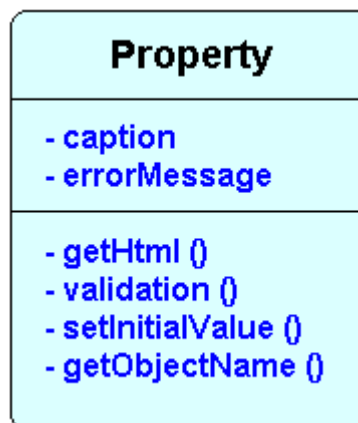 Property
- caption
- errorMessage
- getHtml ()
- validation ()
- setInitialValue ()
- getObjectName ()